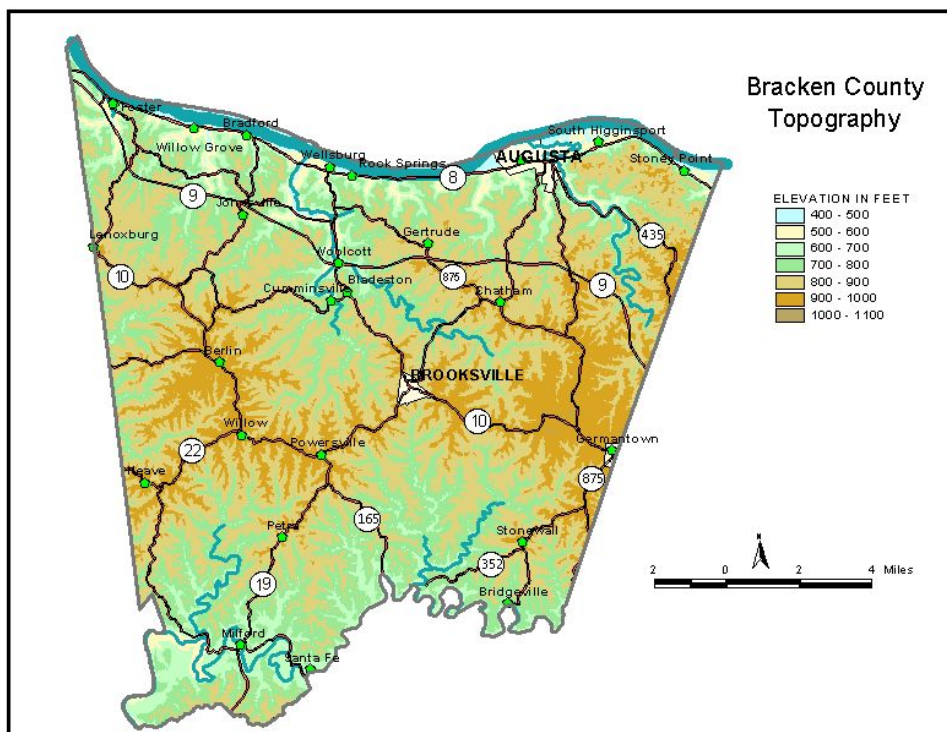 Bracken County
Topography
Foster
Bradford
Willow Grove
Wellsburg
Rock Springs
South Higginsport
AUGUSTA
Stoney Point
8
9
ELEVATION IN FEET
400 - 500
500 - 600
600 - 700
700 - 800
800 - 900
900 - 1000
1000 - 1100
Johnsville
Lenoxburg
Gertrude
435
Woolcott
10
875
9
Bladeston
Cumminsville
Chatham
Berlin
BROOKSVILLE
10
Willow
Powersville
Germantown
22
Neave
875
165
Petra
Stonewall
352
19
2 0 2 4 Miles
Bridgeville
Milford
Santa Fe